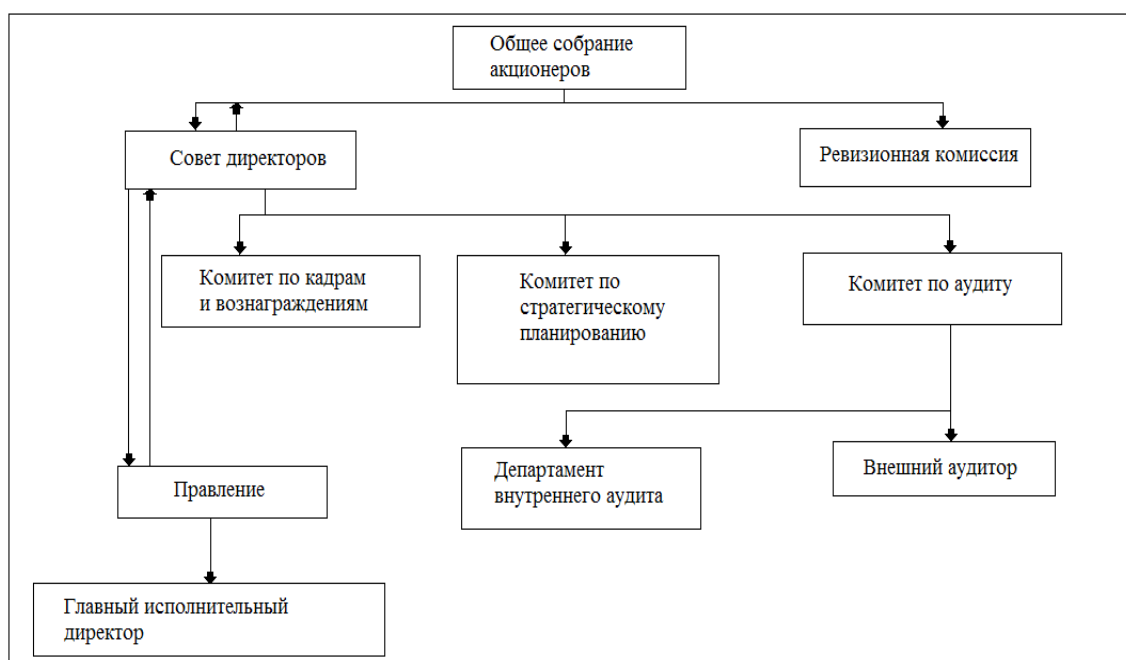 Общее собрание
акционеров
Совет директоров
Ревизионная комиссия
Комитет по кадрам
и вознаграждениям
Комитет по
стратегическому
планированию
Комитет по аудиту
Департамент
внутреннего аудита
Внешний аудитор
Правление
Главный исполнительный
директор